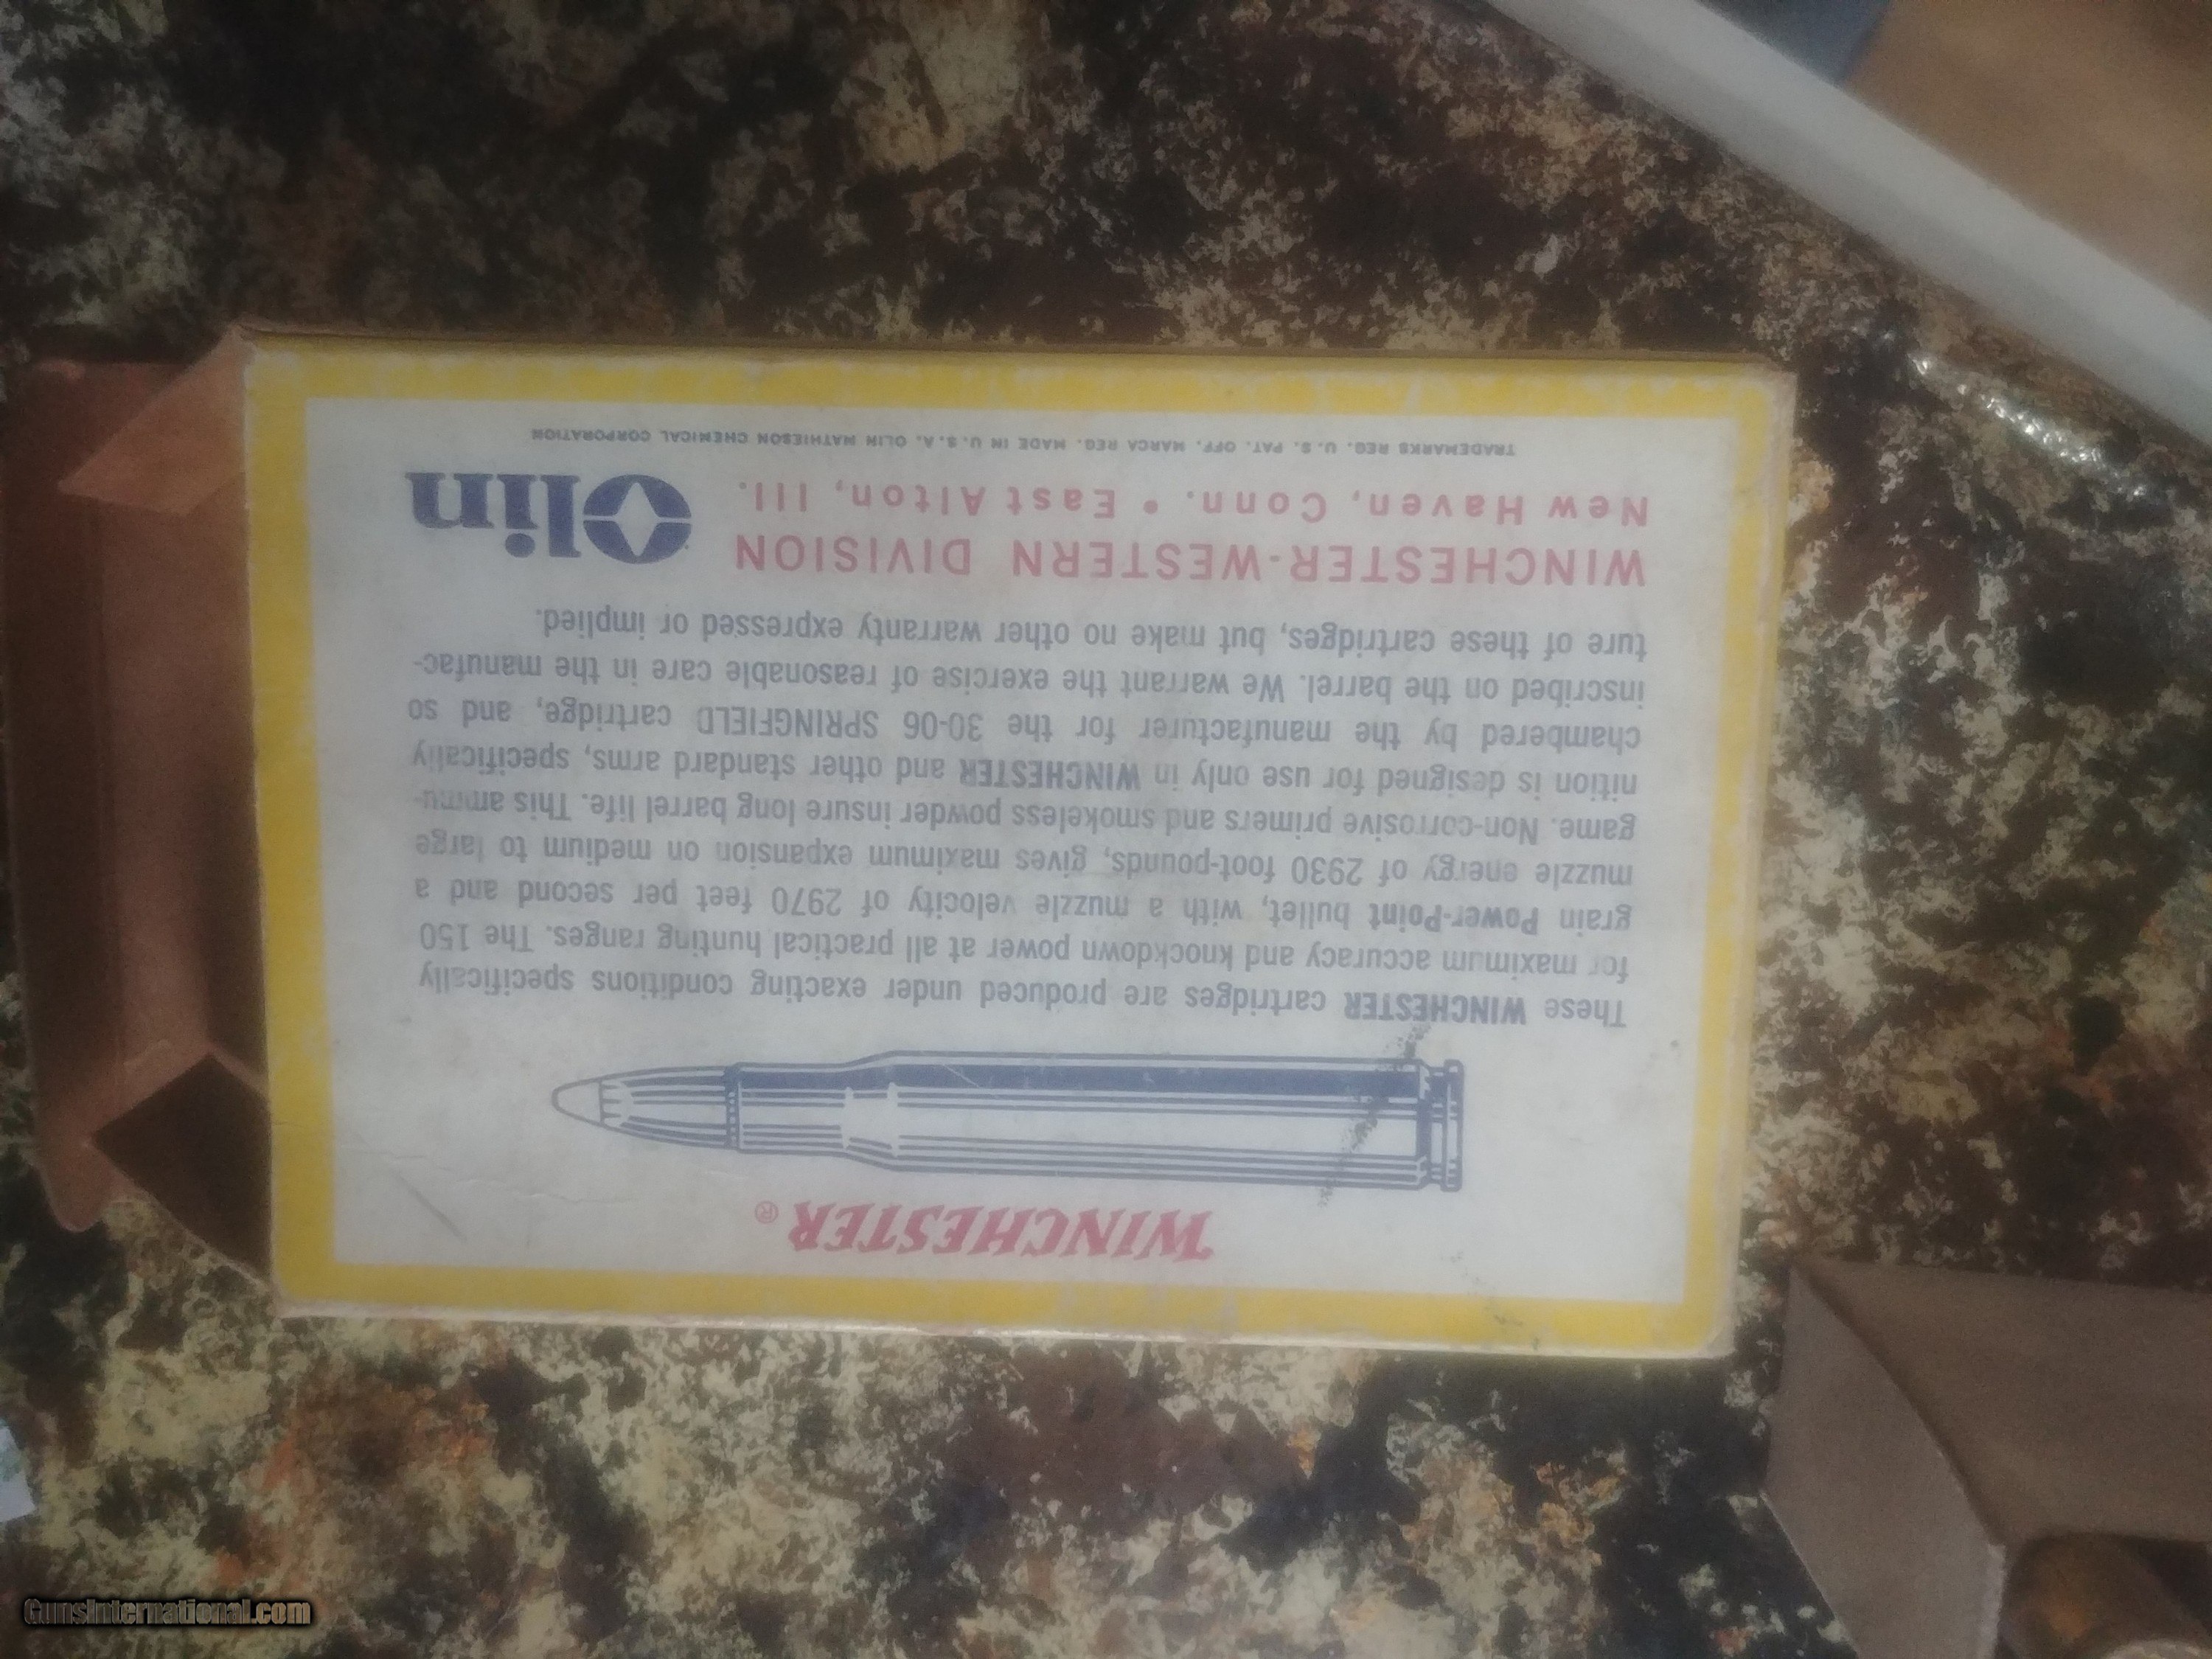 WINCHESTER®
These WINCHESTER cartridges are produced under exacting conditions specifically
for maximum accuracy and knockdown power at all practical hunting ranges. The 150
grain Power-Point bullet, with a muzzle velocity of 2970 feet per second and a
muzzle energy of 2930 foot-pounds, gives maximum expansion on medium to large
game. Non-corrosive primers and smokeless powder insure long barrel life. This ammu-
nition is designed for use only in WINCHESTER and other standard arms, specifically
chambered by the manufacturer for the 30-06 SPRINGFIELD cartridge, and so
inscribed on the barrel. We warrant the exercise of reasonable care in the manufac-
ture of these cartridges, but make no other warranty expressed or implied.
WINCHESTER-WESTERN DIVISION
New Haven, Conn. • East Alton, Ill.
Olin
TRADEMARKS REG. U. S. PAT. OFF. MARCA REG. MADE IN U.S.A. OLIN MATHIESON CHEMICAL CORPORATION
GunsInternational.com